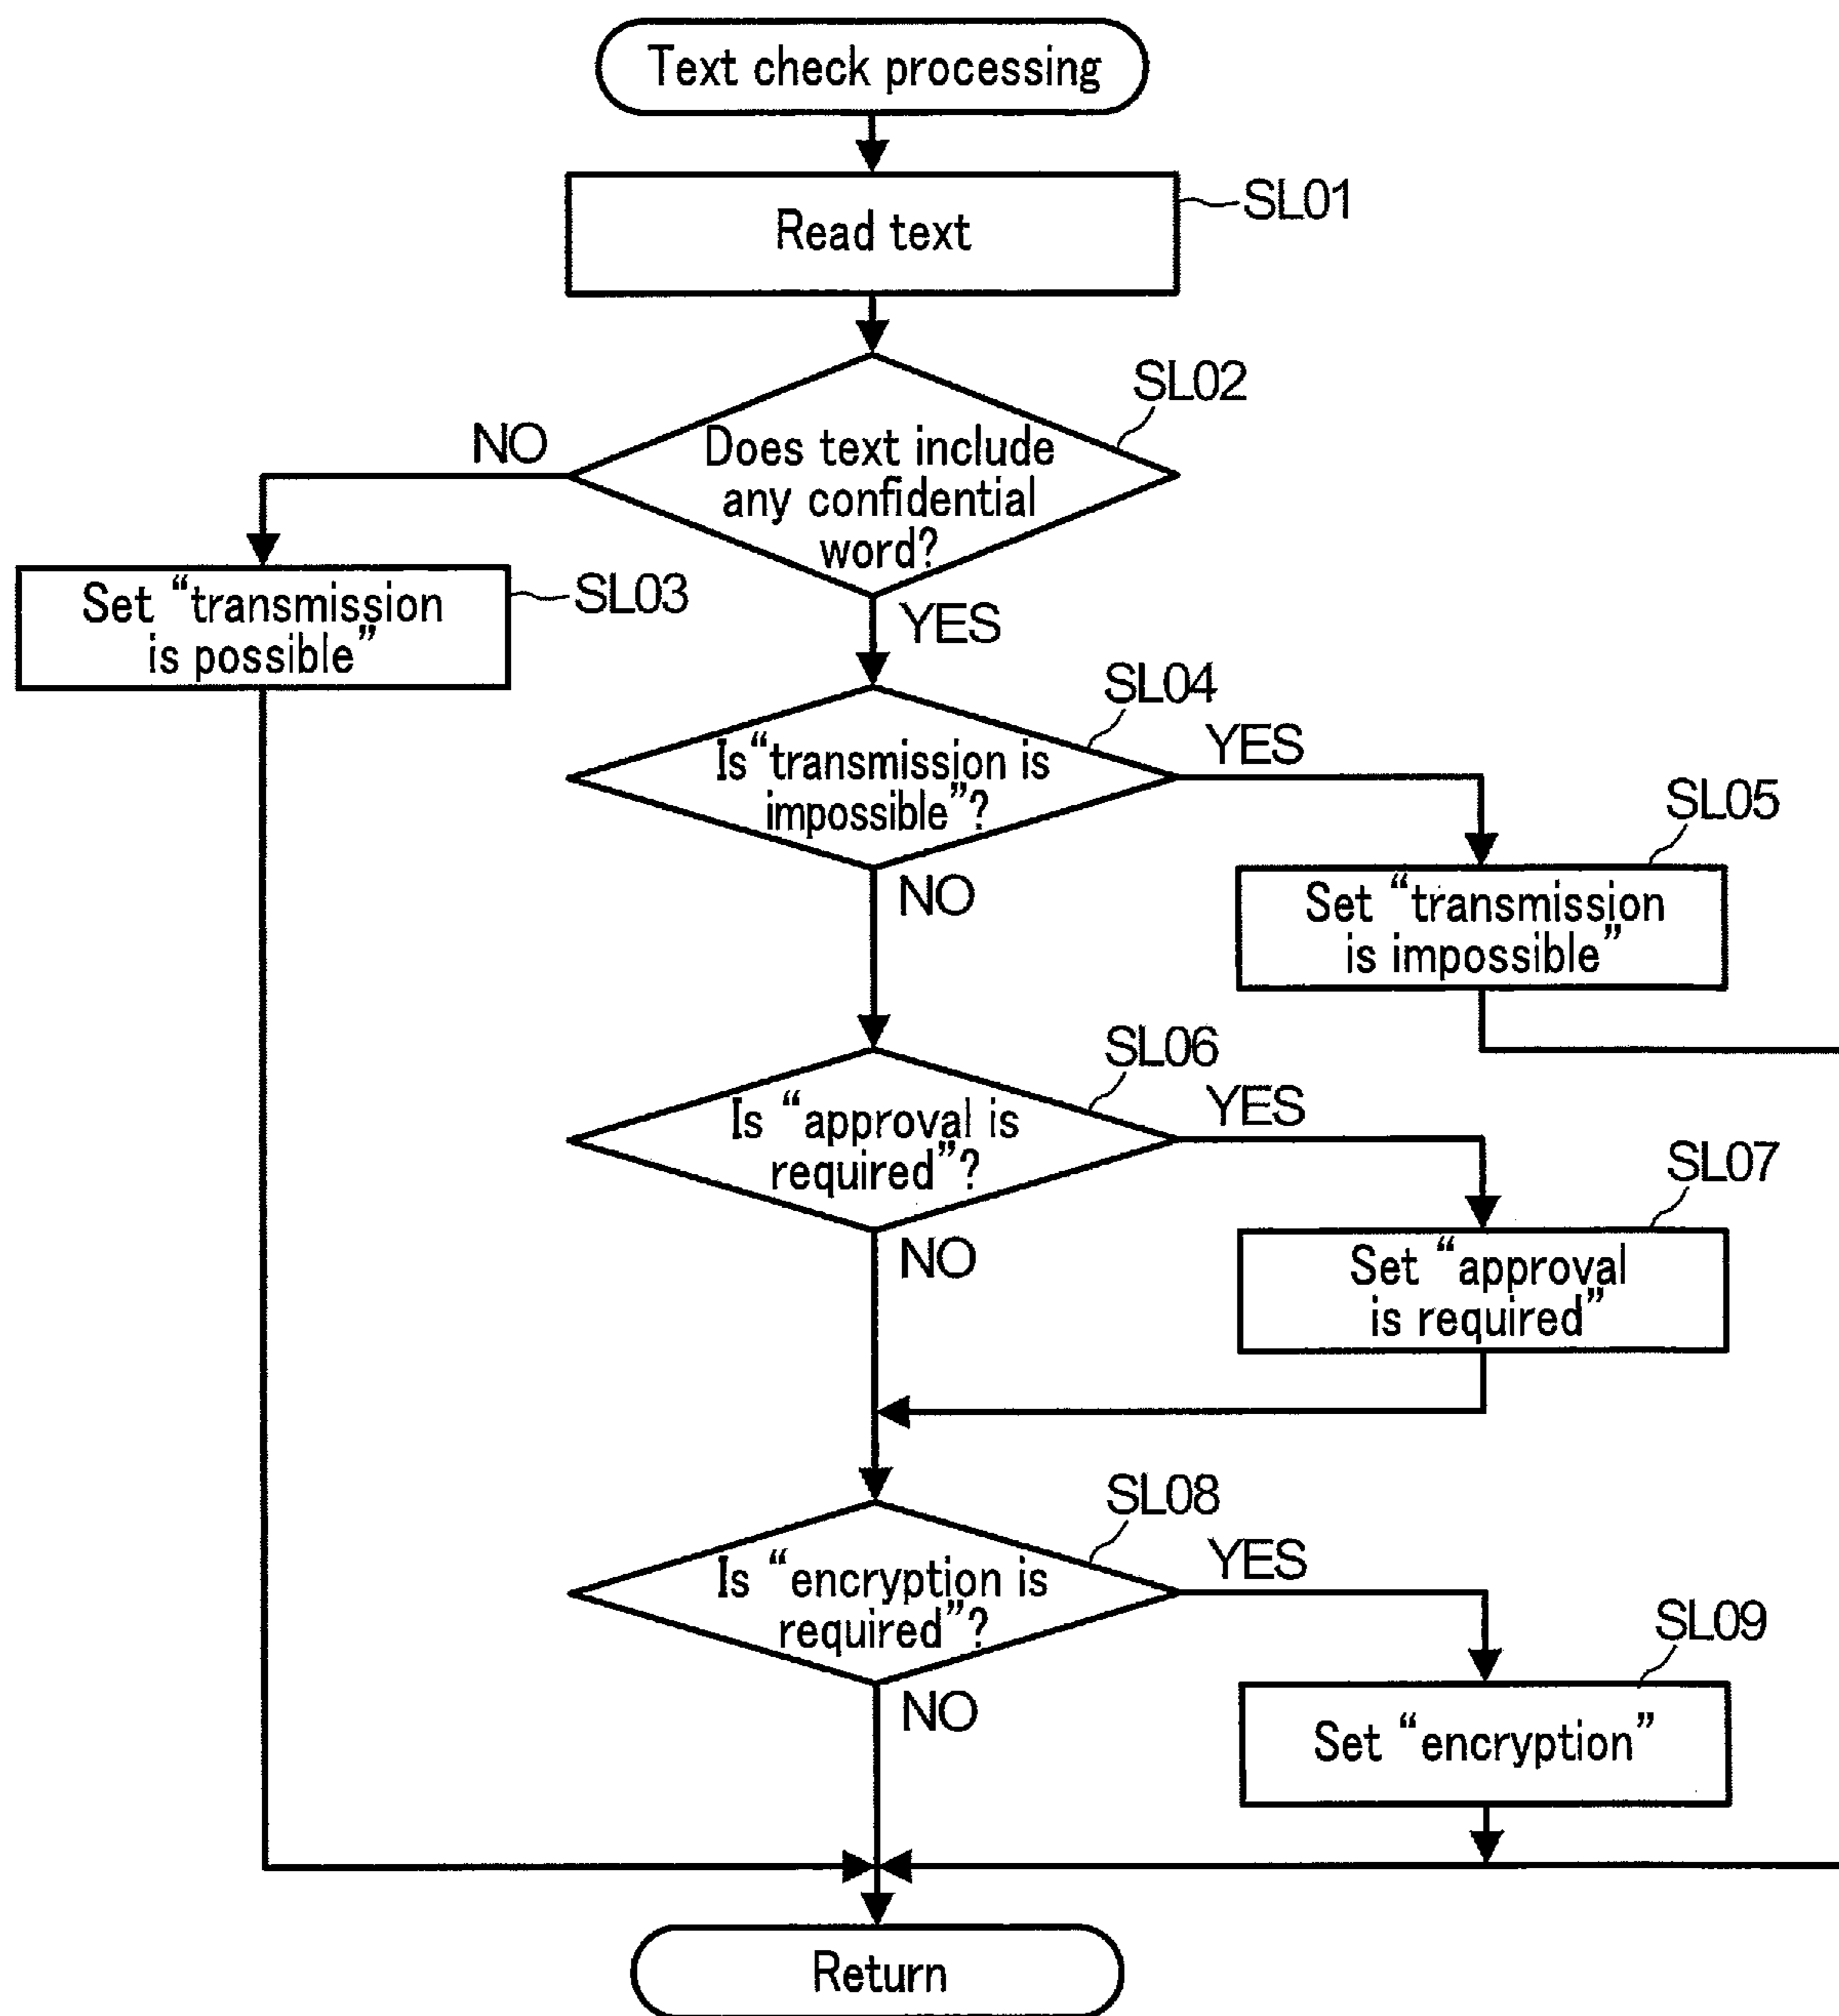 Text check processing
Read text
SL01
SL02
NO
Does text include
any confidential
word?
Set “transmission
is possible”
SL03
YES
SL04
Is“transmission is
impossible”?
YES
SL05
NO
Set “transmission
is impossible”
SL06
Is “approval is
required”?
YES
SL07
NO
Set “approval
is required”
SL08
Is “encryption is
required”?
YES
SL09
NO
Set “encryption”
Return